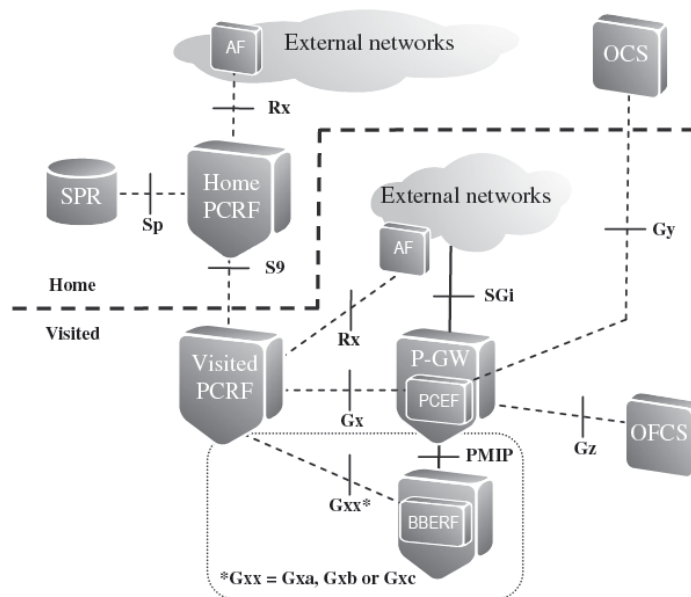 AF
External networks
OCS
Rx
SPR
Sp
Home
PCRF
External networks
AF
Gy
S9
Home
SGi
Visited
Rx
Visited
PCRF
P-GW
PCEF
Gx
OFCS
Gz
PMIP
Gxx*
BBERF
*Gxx = Gxa, Gxb or Gxc